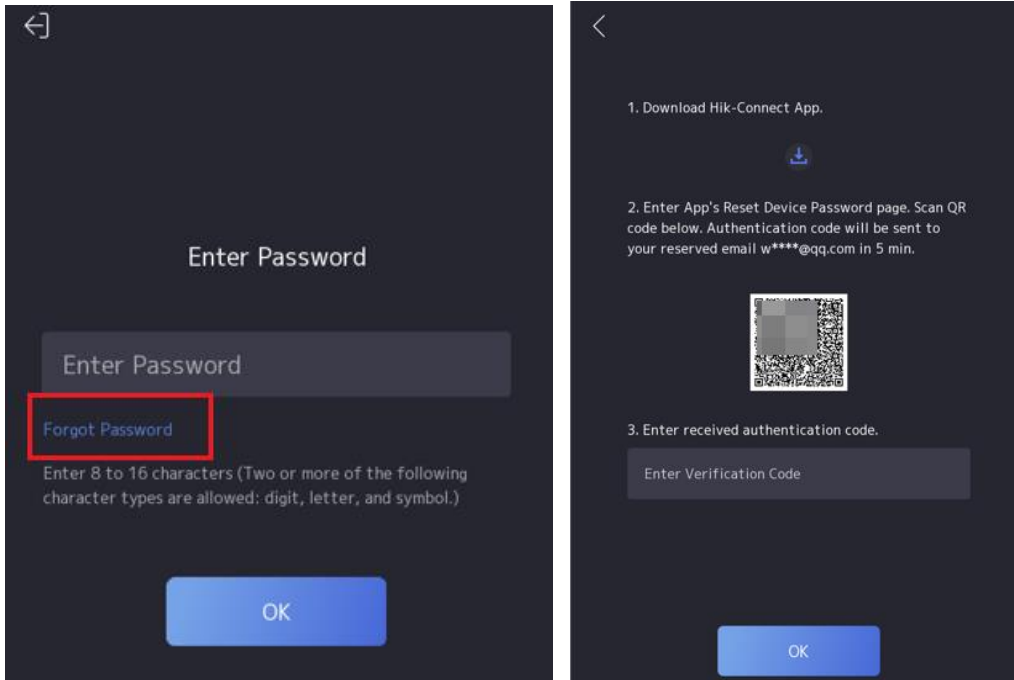 Enter Password
Enter Password
Forgot Password
Enter 8 to 16 characters (Two or more of the following
character types are allowed: digit, letter, and symbol.)
OK
1. Download Hik-Connect App.
2. Enter App's Reset Device Password page. Scan QR
code below. Authentication code will be sent to
your reserved email w****@qq.com in 5 min.
3. Enter received authentication code.
Enter Verification Code
OK